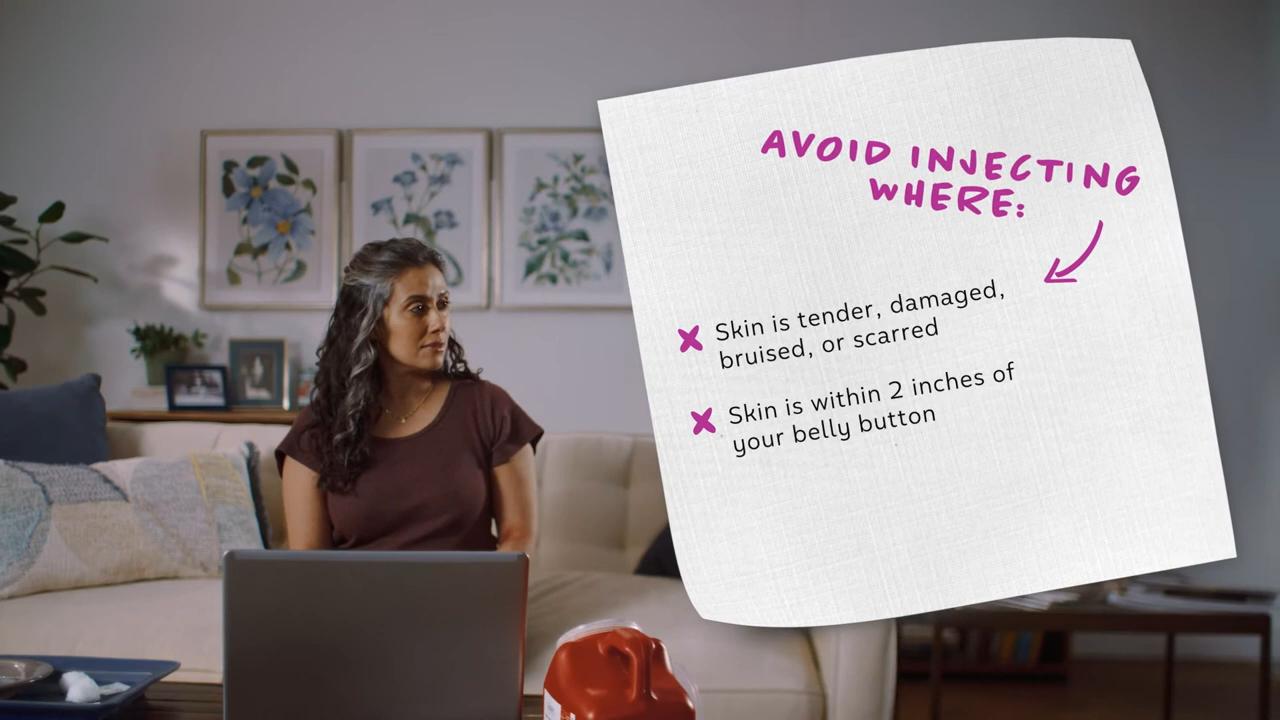 AVOID INJECTING
WHERE:
Skin is tender, damaged,
bruised, or scarred
Skin is within 2 inches of
your belly button